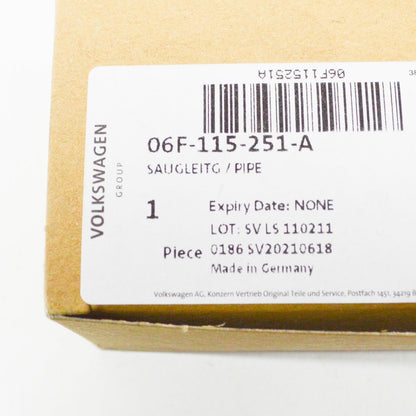 06F115251A
38
VOLKSWAGEN
GROUP
06F-115-251-A
SAUGLEITG / PIPE
1
Expiry Date: NONE
LOT: SV LS 110211
Piece 0186 SV20210618
Made in Germany
Volkswagen AG, Konzern Vertrieb Original Teile und Service, Postfach 1451, 34219 B